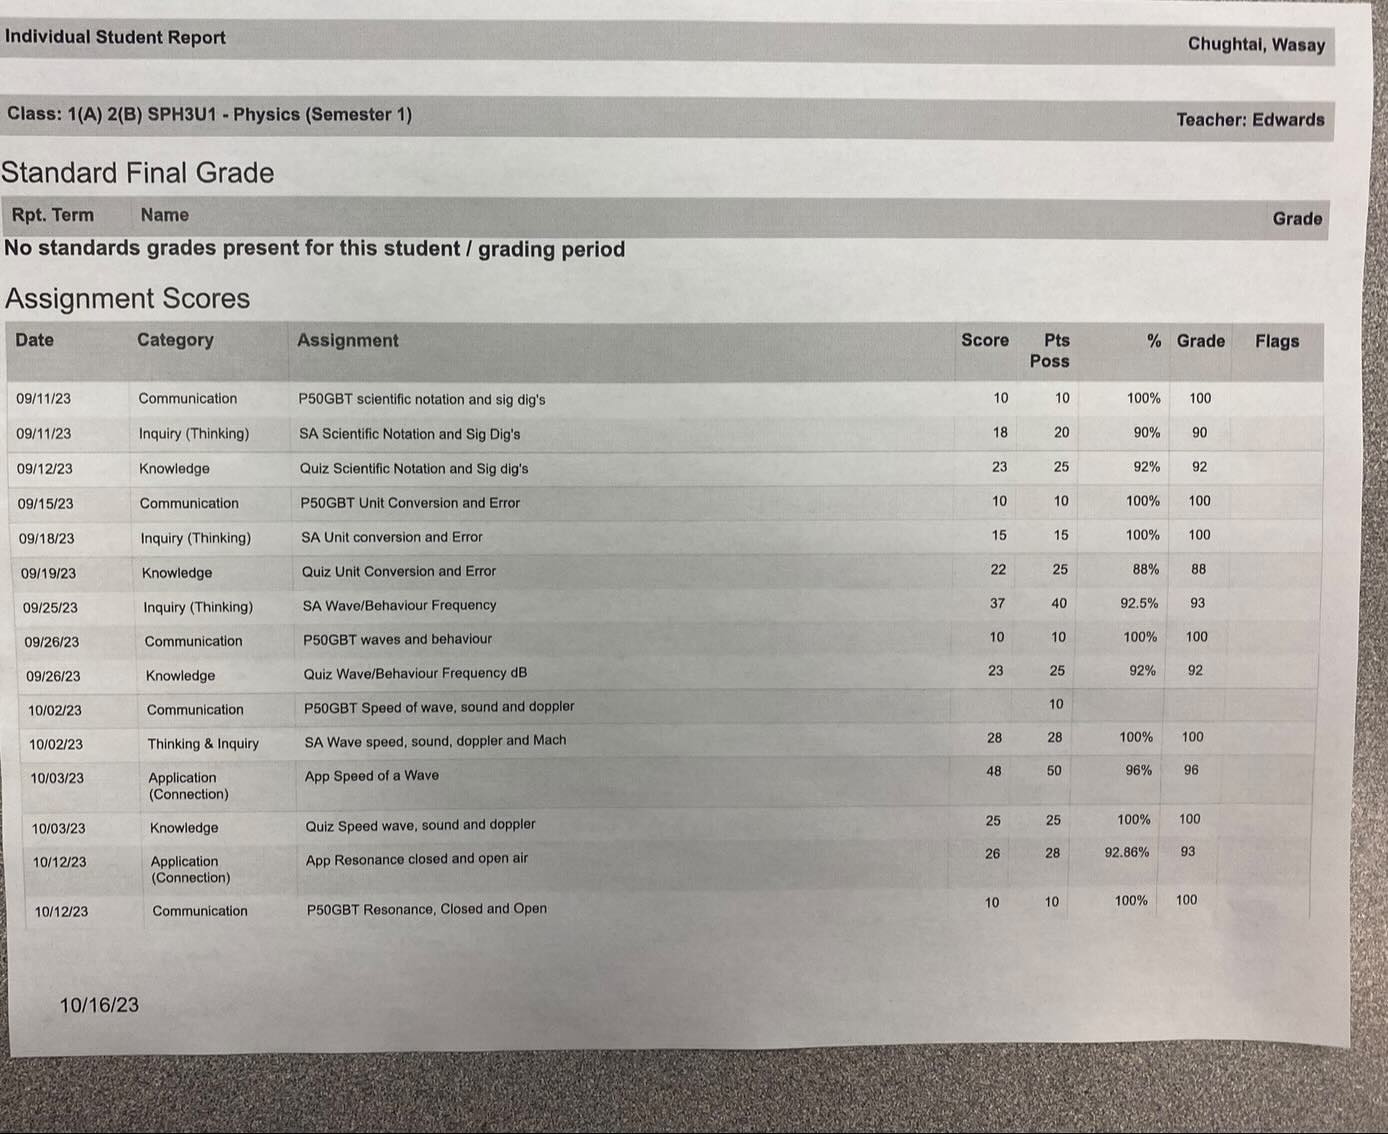 Individual Student Report Chughtai, Wasay
Class: 1(A) 2(B) SPH3U1 - Physics (Semester 1) Teacher: Edwards
Standard Final Grade
Rpt. Term Name Grade
No standards grades present for this student / grading period
Assignment Scores
Date Category Assignment Score Pts Poss % Grade Flags
09/11/23 Communication P50GBT scientific notation and sig dig's 10 10 100% 100
09/11/23 Inquiry (Thinking) SA Scientific Notation and Sig Dig's 18 20 90% 90
09/12/23 Knowledge Quiz Scientific Notation and Sig dig's 23 25 92% 92
09/15/23 Communication P50GBT Unit Conversion and Error 10 10 100% 100
09/18/23 Inquiry (Thinking) SA Unit conversion and Error 15 15 100% 100
09/19/23 Knowledge Quiz Unit Conversion and Error 22 25 88% 88
09/25/23 Inquiry (Thinking) SA Wave/Behaviour Frequency 37 40 92.5% 93
09/26/23 Communication P50GBT waves and behaviour 10 10 100% 100
09/26/23 Knowledge Quiz Wave/Behaviour Frequency dB 23 25 92% 92
10/02/23 Communication P50GBT Speed of wave, sound and doppler 10
10/02/23 Thinking & Inquiry SA Wave speed, sound, doppler and Mach 28 28 100% 100
10/03/23 Application (Connection) App Speed of a Wave 48 50 96% 96
10/03/23 Knowledge Quiz Speed wave, sound and doppler 25 25 100% 100
10/12/23 Application (Connection) App Resonance closed and open air 26 28 92.86% 93
10/12/23 Communication P50GBT Resonance, Closed and Open 10 10 100% 100
10/16/23